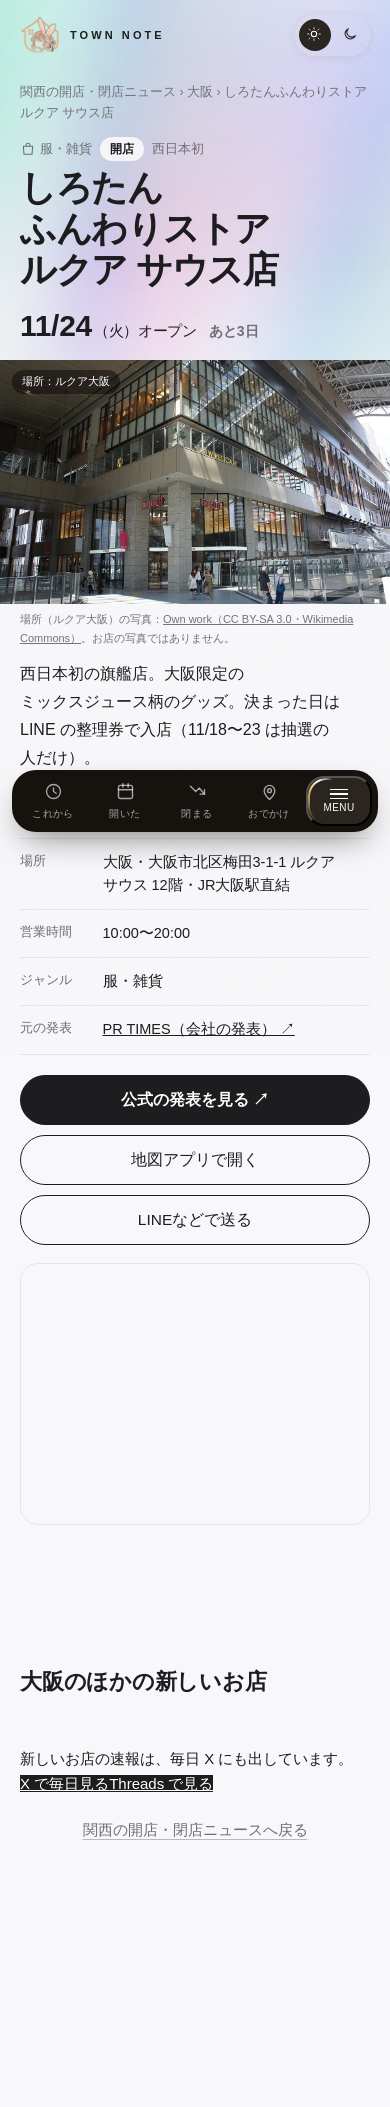 TOWN NOTE
関西の開店・閉店ニュース › 大阪 › しろたんふんわりストア
ルクア サウス店
服・雑貨 開店 西日本初
しろたん
ふんわりストア
ルクア サウス店
11/24（火）オープン あと3日
場所：ルクア大阪
場所（ルクア大阪）の写真：Own work（CC BY-SA 3.0・Wikimedia
Commons）。お店の写真ではありません。
西日本初の旗艦店。大阪限定の
ミックスジュース柄のグッズ。決まった日は
LINE の整理券で入店（11/18〜23 は抽選の
人だけ）。
これから 開いた 閉まる おでかけ MENU
場所 大阪・大阪市北区梅田3-1-1 ルクア
サウス 12階・JR大阪駅直結
営業時間 10:00〜20:00
ジャンル 服・雑貨
元の発表 PR TIMES（会社の発表） ↗
公式の発表を見る ↗
地図アプリで開く
LINEなどで送る
大阪のほかの新しいお店
新しいお店の速報は、毎日 X にも出しています。
X で毎日見るThreads で見る
関西の開店・閉店ニュースへ戻る